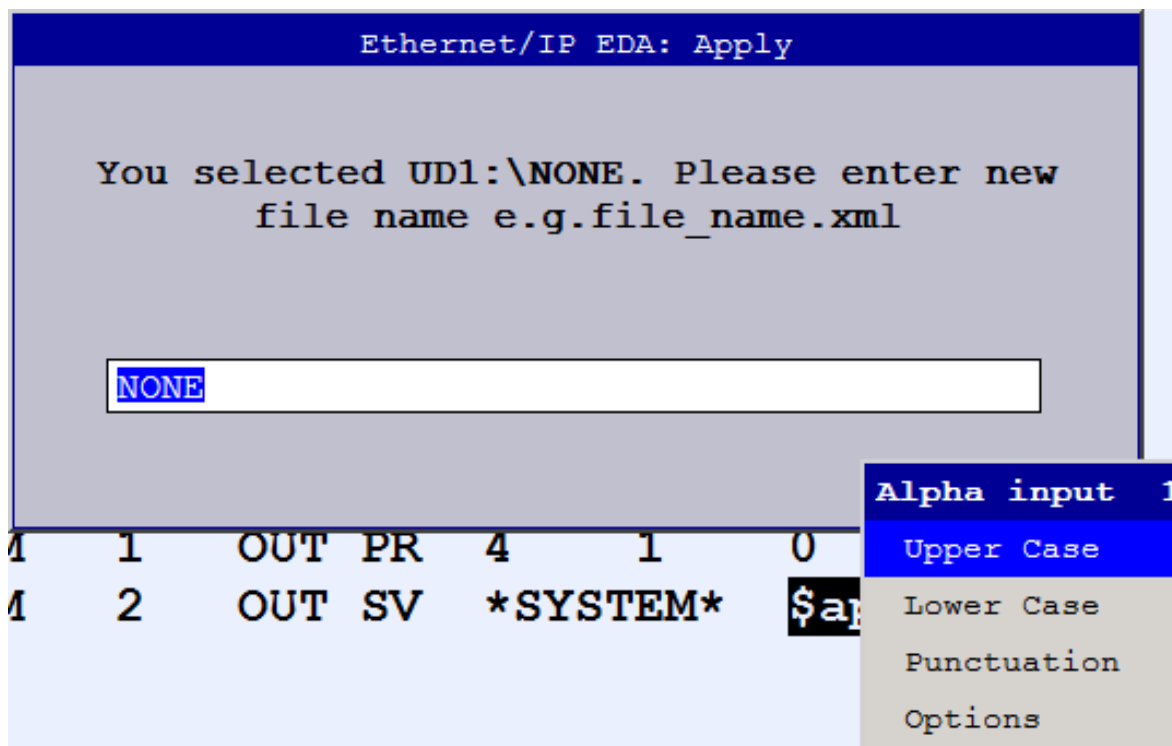 Ethernet/IP EDA: Apply
You selected UD1:\NONE. Please enter new
file name e.g.file_name.xml
NONE
Alpha input 1
Upper Case
Lower Case
Punctuation
Options
1 OUT PR 4 1 0
2 OUT SV *SYSTEM*